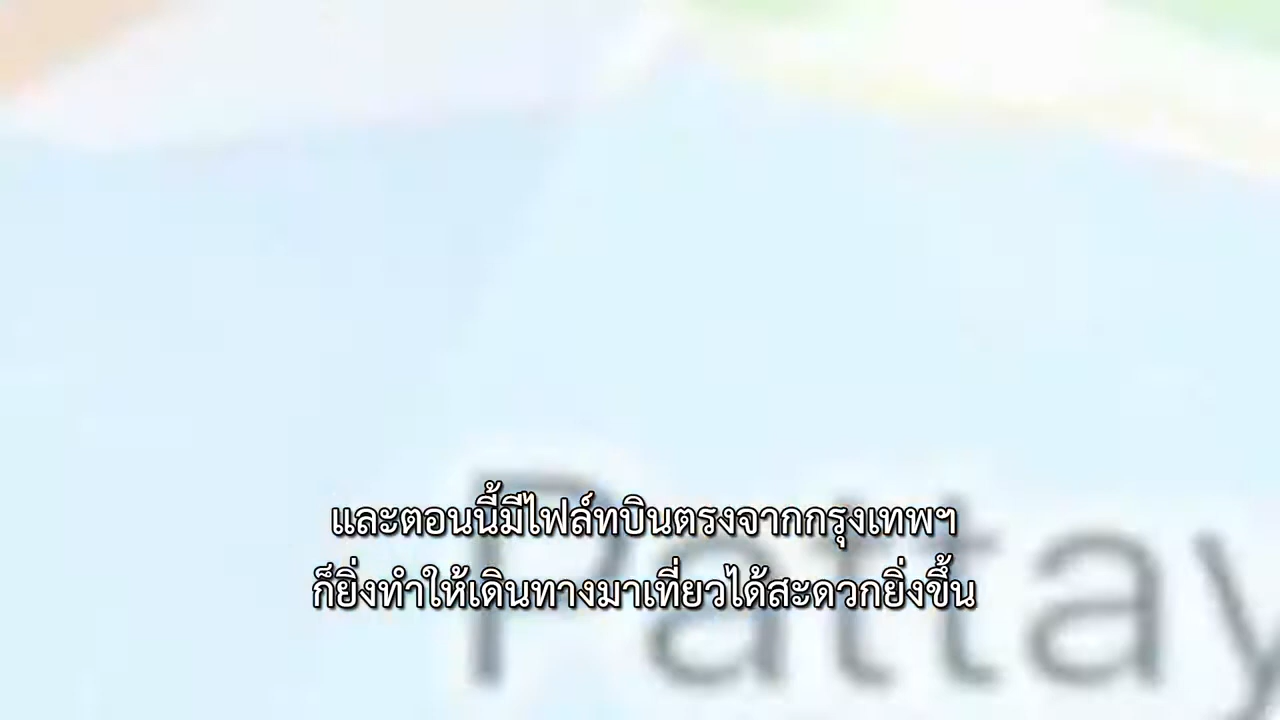 และตอนนี้มีไฟล์ทบินตรงจากกรุงเทพฯ
ก็ยิ่งทำให้เดินทางมาเที่ยวได้สะดวกยิ่งขึ้น
Pattay